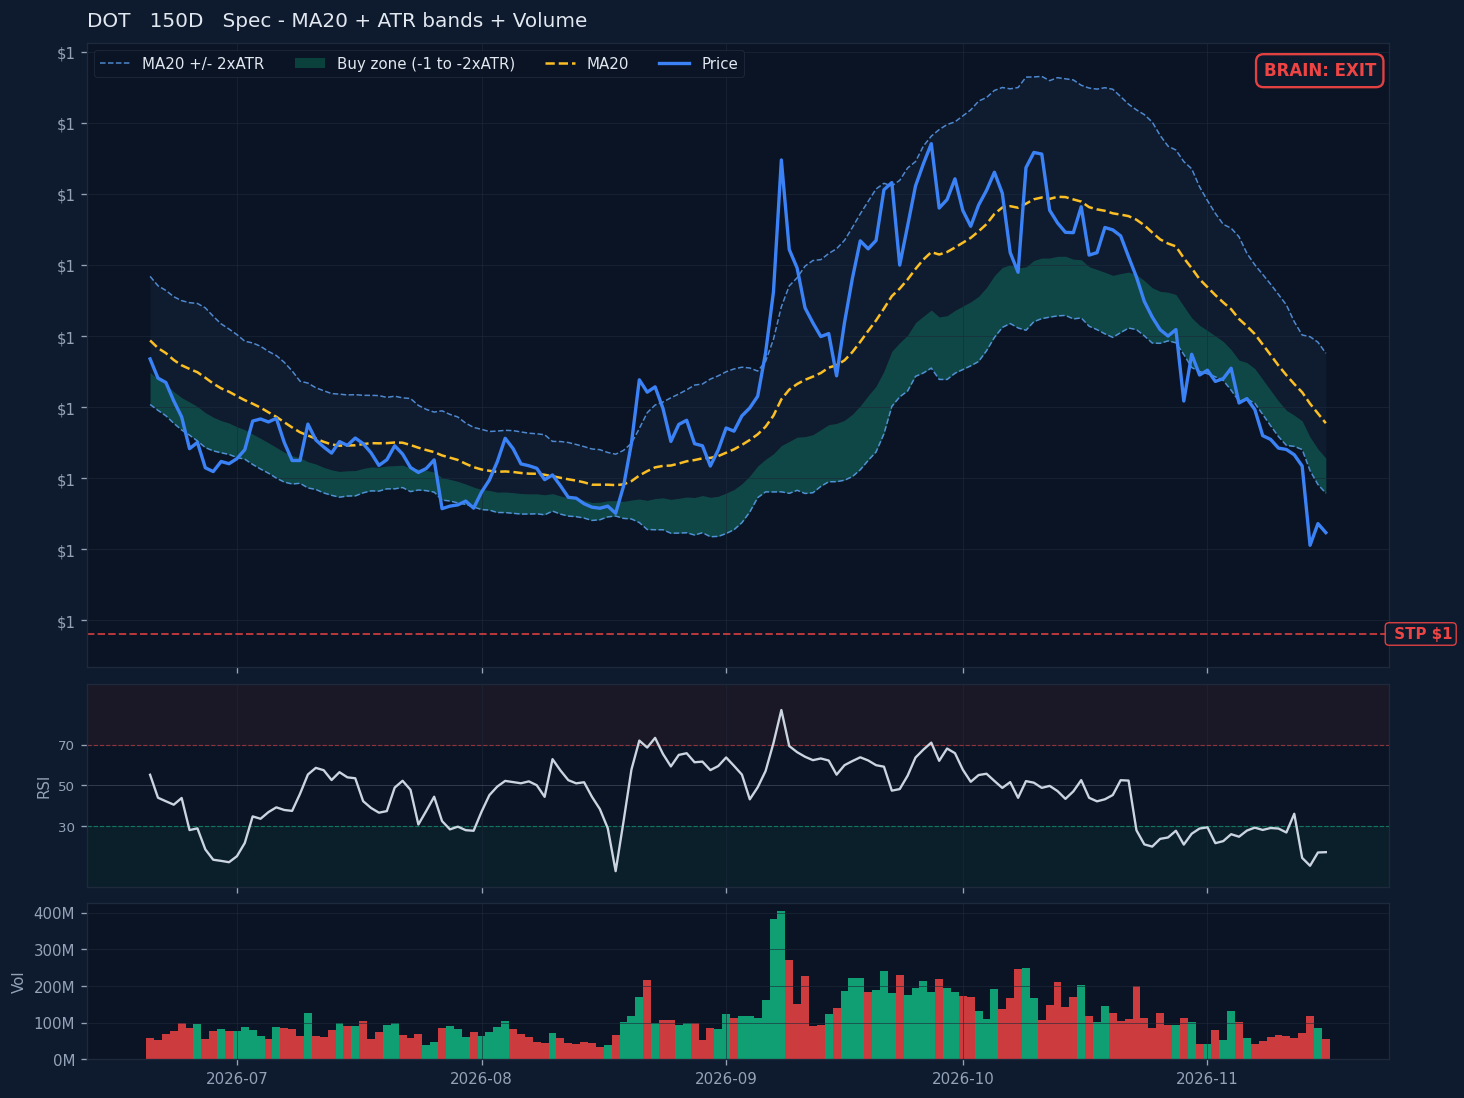 DOT   150D   Spec - MA20 + ATR bands + Volume
MA20 +/- 2xATR
Buy zone (-1 to -2xATR)
MA20
Price
BRAIN: EXIT
$1
$1
$1
$1
$1
$1
$1
$1
$1
STP $1
RSI
70
50
30
Vol
400M
300M
200M
100M
0M
2026-07
2026-08
2026-09
2026-10
2026-11